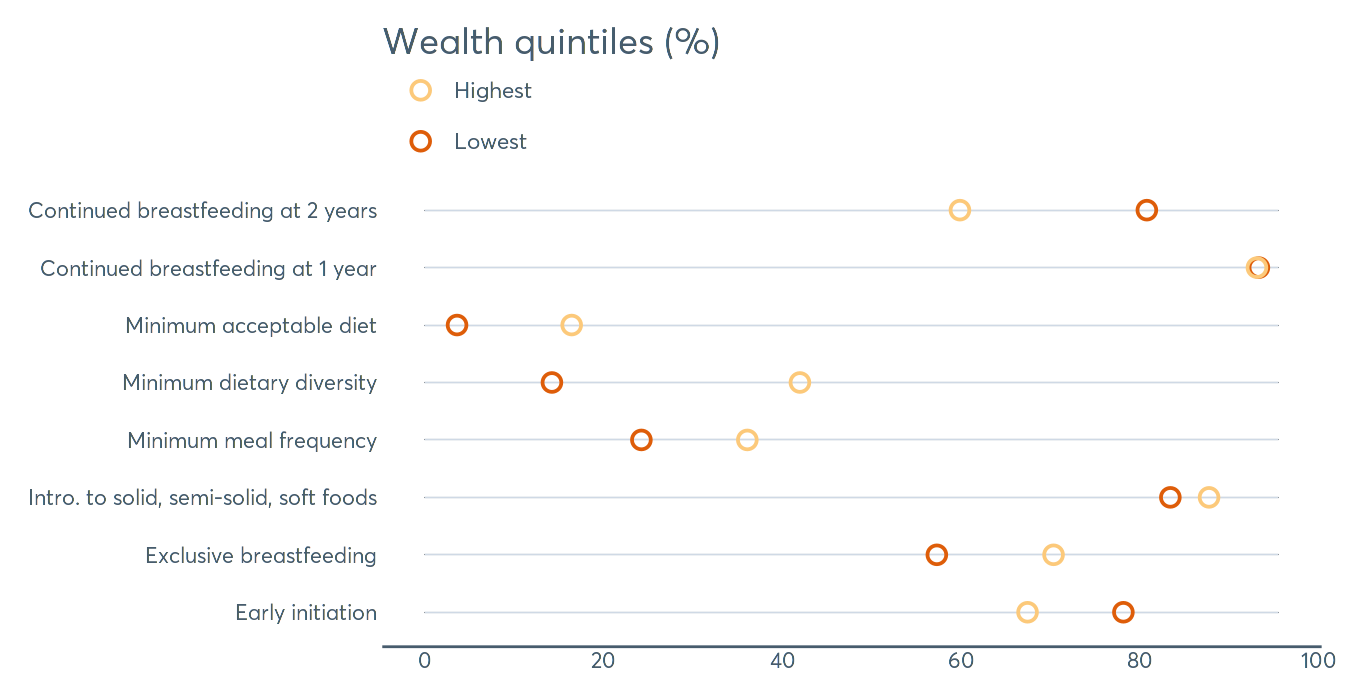 Wealth quintiles (%)
Highest
Lowest
Continued breastfeeding at 2 years
Continued breastfeeding at 1 year
Minimum acceptable diet
Minimum dietary diversity
Minimum meal frequency
Intro. to solid, semi-solid, soft foods
Exclusive breastfeeding
Early initiation
0 20 40 60 80 100